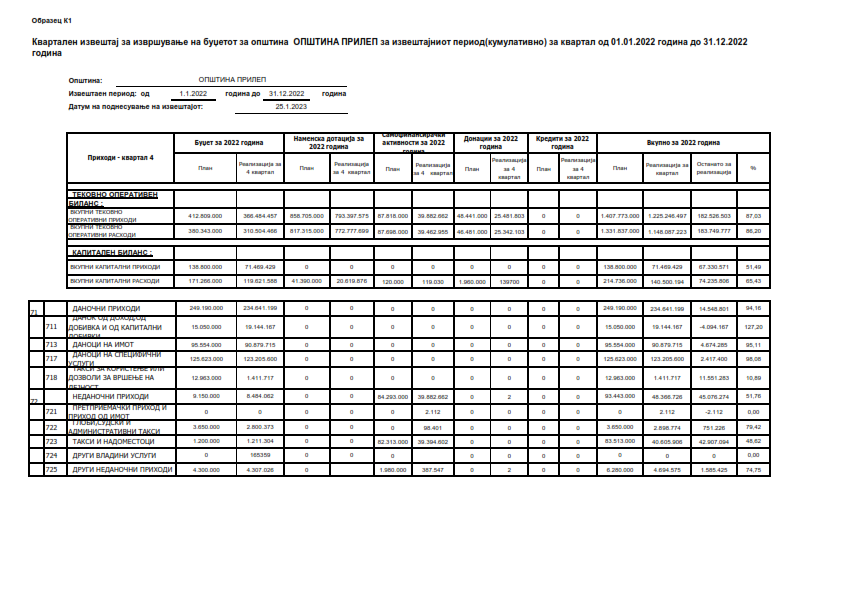 Образец К1
Квартален извештај за извршување на буџетот за општина ОПШТИНА ПРИЛЕП за извештајниот период(кумулативно) за квартал од 01.01.2022 година до 31.12.2022
година
Општина: ОПШТИНА ПРИЛЕП
Извештаен период: од 1.1.2022 година до 31.12.2022 година
Датум на поднесување на извештајот: 25.1.2023
Приходи - квартал 4 Буџет за 2022 година Наменска дотација за 2022 година Самофинансирачки активности за 2022 година Донации за 2022 година Кредити за 2022 година Вкупно за 2022 година
План Реализација за 4 квартал План Реализација за 4 квартал План Реализација за 4 квартал План Реализација за 4 квартал План Реализација за 4 квартал План Реализација за квартал Останато за реализација %
ТЕКОВНО ОПЕРАТИВЕН
БИЛАНС :
ВКУПНИ ТЕКОВНО ОПЕРАТИВНИ ПРИХОДИ 412.809.000 368.484.457 858.705.000 793.397.575 87.818.000 39.882.662 48.441.000 25.481.803 0 0 1.407.773.000 1.225.246.497 182.526.503 87,03
ВКУПНИ ТЕКОВНО ОПЕРАТИВНИ РАСХОДИ 380.343.000 310.504.466 817.315.000 772.777.699 87.698.000 39.462.955 46.481.000 25.342.103 0 0 1.331.837.000 1.148.087.223 183.749.777 86,20
КАПИТАЛЕН БИЛАНС :
ВКУПНИ КАПИТАЛНИ ПРИХОДИ 138.800.000 71.469.429 0 0 0 0 0 0 0 0 138.800.000 71.469.429 67.330.571 51,49
ВКУПНИ КАПИТАЛНИ РАСХОДИ 171.266.000 119.621.588 41.390.000 20.619.876 120.000 119.030 1.960.000 139700 0 0 214.736.000 140.500.194 74.235.806 65,43
71 ДАНОЧНИ ПРИХОДИ 249.190.000 234.641.199 0 0 0 0 0 0 0 0 249.190.000 234.641.199 14.548.801 94,16
711 ДАНОК ОД ДОХОД,ОД ДОБИВКА И ОД КАПИТАЛНИ ДОБИВКИ 15.050.000 19.144.167 0 0 0 0 0 0 0 0 15.050.000 19.144.167 -4.094.167 127,20
713 ДАНОЦИ НА ИМОТ 95.554.000 90.879.715 0 0 0 0 0 0 0 0 95.554.000 90.879.715 4.674.285 95,11
717 ДАНОЦИ НА СПЕЦИФИЧНИ УСЛУГИ 125.623.000 123.205.600 0 0 0 0 0 0 0 0 125.623.000 123.205.600 2.417.400 98,08
718 ТАКСИ ЗА КОРИСТЕЊЕ ИЛИ ДОЗВОЛИ ЗА ВРШЕЊЕ НА ДЕЈНОСТ 12.963.000 1.411.717 0 0 0 0 0 0 0 0 12.963.000 1.411.717 11.551.283 10,89
72 НЕДАНОЧНИ ПРИХОДИ 9.150.000 8.484.062 0 0 84.293.000 39.882.662 0 2 0 0 93.443.000 48.366.726 45.076.274 51,76
721 ПРЕТПРИЕМАЧКИ ПРИХОД И ПРИХОД ОД ИМОТ 0 0 0 0 0 2.112 0 0 0 0 0 2.112 -2.112 0,00
722 ГЛОБИ,СУДСКИ И АДМИНИСТРАТИВНИ ТАКСИ 3.650.000 2.800.373 0 0 0 98.401 0 0 0 0 3.650.000 2.898.774 751.226 79,42
723 ТАКСИ И НАДОМЕСТОЦИ 1.200.000 1.211.304 0 0 82.313.000 39.394.602 0 0 0 0 83.513.000 40.605.906 42.907.094 48,62
724 ДРУГИ ВЛАДИНИ УСЛУГИ 0 165359 0 0 0 0 0 0 0 0 0 0,00
725 ДРУГИ НЕДАНОЧНИ ПРИХОДИ 4.300.000 4.307.026 0 1.980.000 387.547 0 2 0 0 6.280.000 4.694.575 1.585.425 74,75